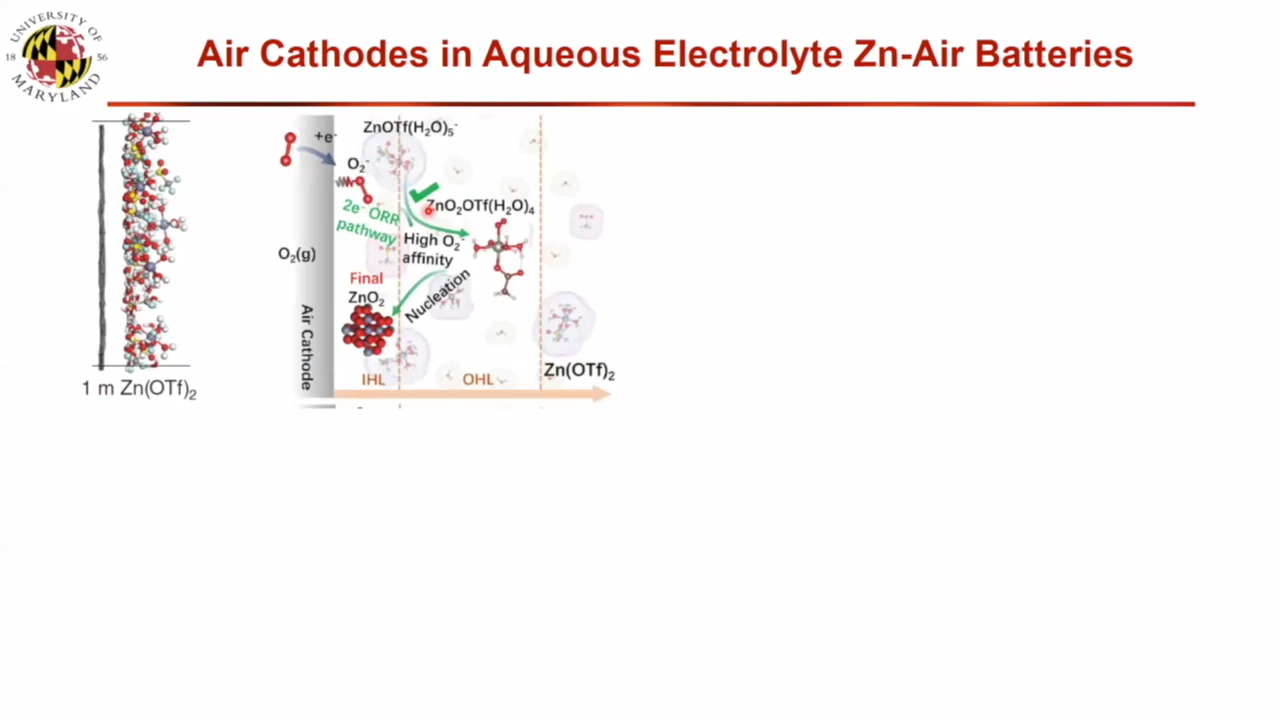 UNIVERSITY OF
18 56
MARYLAND
Air Cathodes in Aqueous Electrolyte Zn-Air Batteries
1 m Zn(OTf)₂
+e⁻
ZnOTf(H₂O)₅⁻
O₂⁻
2e⁻ ORR
pathway
ZnO₂OTf(H₂O)₄
High O₂⁻
affinity
O₂(g)
Final
ZnO₂
Nucleation
Air Cathode
IHL
OHL
Zn(OTf)₂